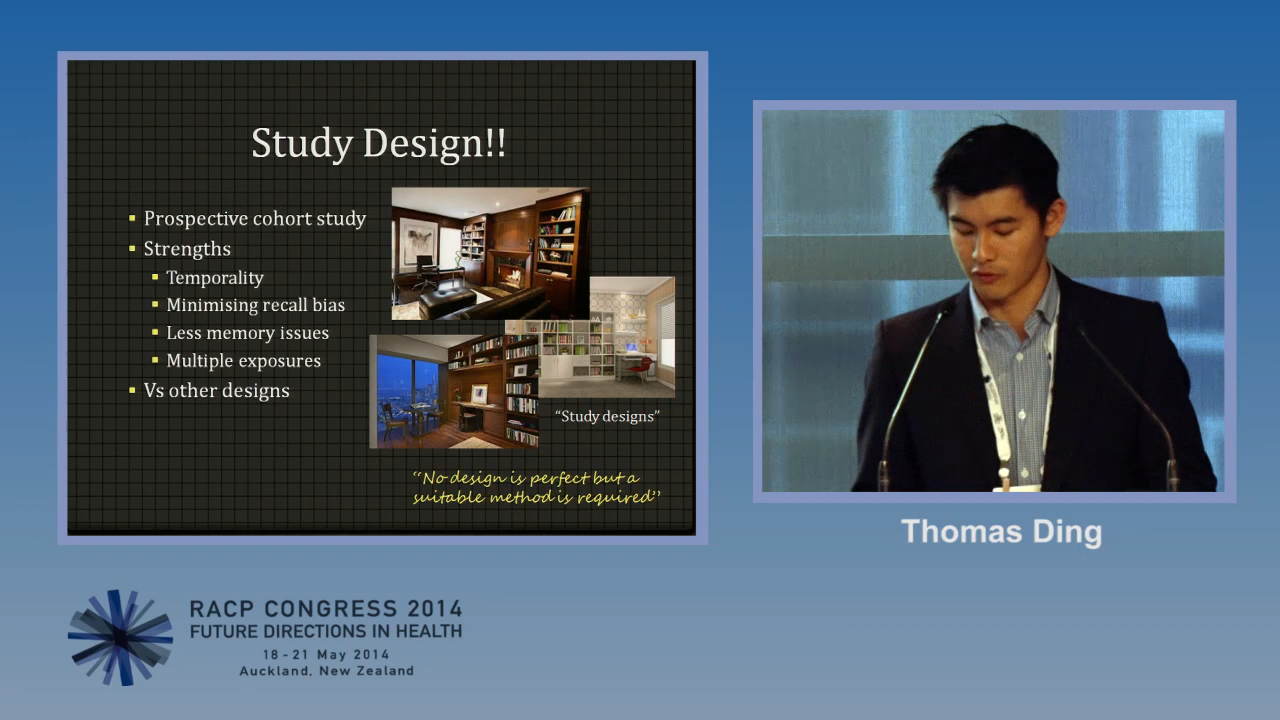 Study Design!!
Prospective cohort study
Strengths
Temporality
Minimising recall bias
Less memory issues
Multiple exposures
Vs other designs
“Study designs”
“No design is perfect but a
suitable method is required”
Thomas Ding
RACP CONGRESS 2014
FUTURE DIRECTIONS IN HEALTH
18 - 21 May 2014
Auckland, New Zealand